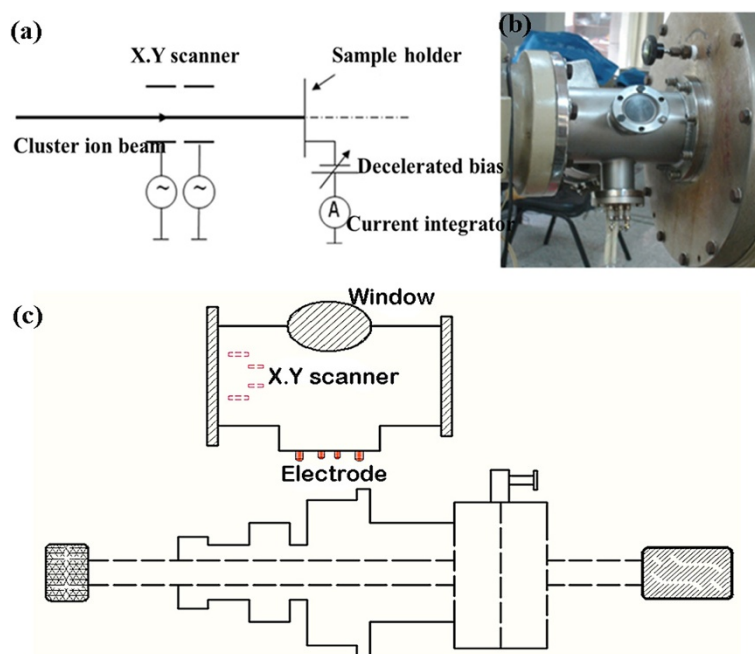 (a)
X.Y scanner
Sample holder
Cluster ion beam
Decelerated bias
~
~
A
Current integrator
(b)
(c)
Window
X.Y scanner
Electrode